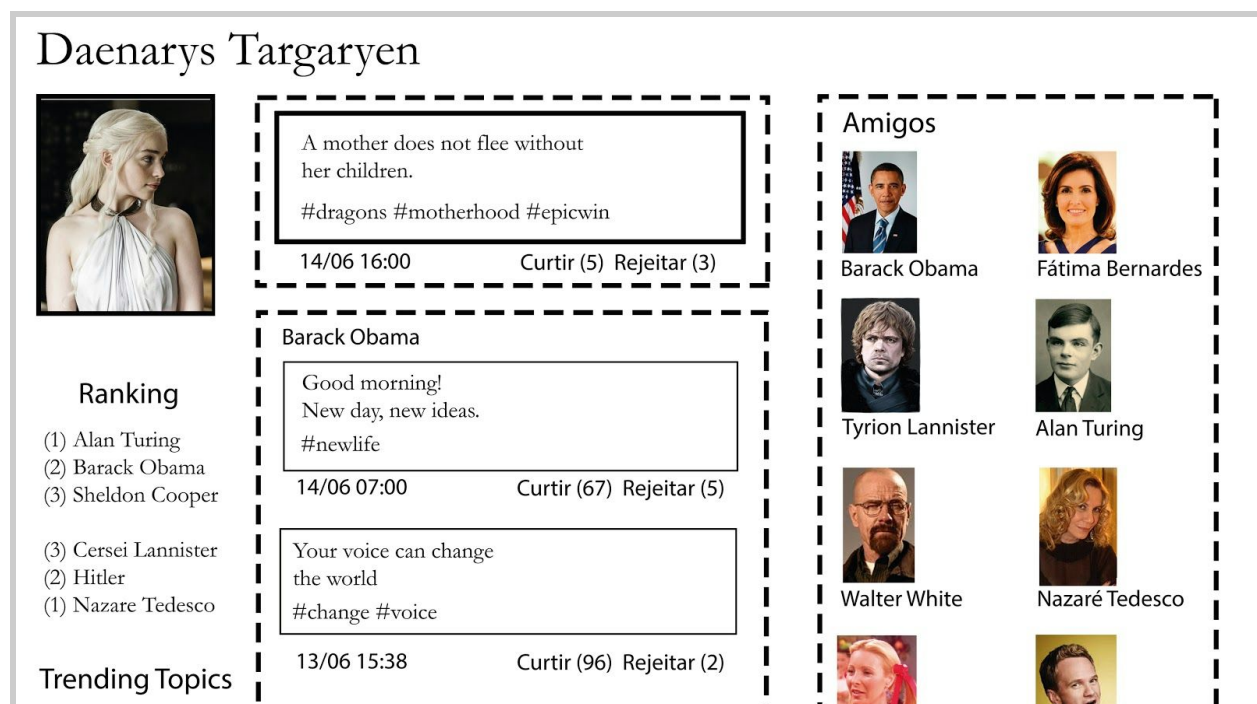 Daenarys Targaryen
A mother does not flee without
her children.
#dragons #motherhood #epicwin
14/06 16:00 Curtir (5) Rejeitar (3)
Barack Obama
Good morning!
New day, new ideas.
#newlife
14/06 07:00 Curtir (67) Rejeitar (5)
Your voice can change
the world
#change #voice
13/06 15:38 Curtir (96) Rejeitar (2)
Ranking
(1) Alan Turing
(2) Barack Obama
(3) Sheldon Cooper
(3) Cersei Lannister
(2) Hitler
(1) Nazare Tedesco
Trending Topics
Amigos
Barack Obama Fátima Bernardes
Tyrion Lannister Alan Turing
Walter White Nazaré Tedesco